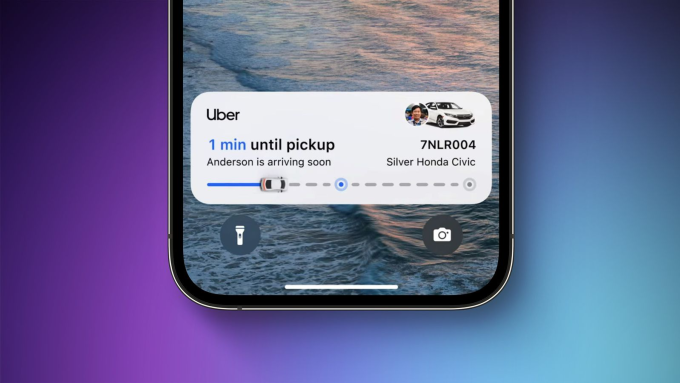 Uber
1 min until pickup
7NLR004
Anderson is arriving soon
Silver Honda Civic